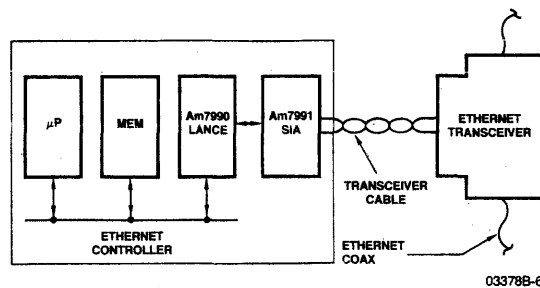 μP
MEM
Am7990
LANCE
Am7991
SIA
ETHERNET
TRANSCEIVER
TRANSCEIVER
CABLE
ETHERNET
CONTROLLER
ETHERNET
COAX
03378B-6